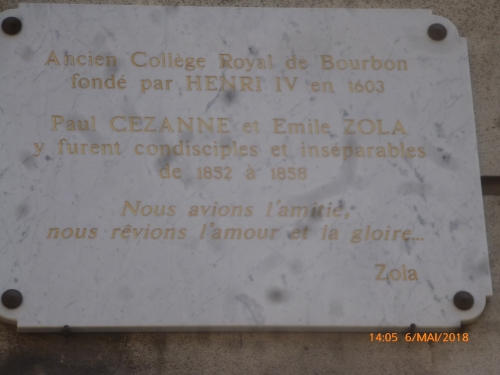 Ancien Collège Royal de Bourbon
fondé par HENRI IV en 1603
Paul CEZANNE et Emile ZOLA
y furent condisciples et inséparables
de 1852 à 1858
Nous avions l'amitié,
nous rêvions l'amour et la gloire...
Zola
14:05 6/MAI/2018